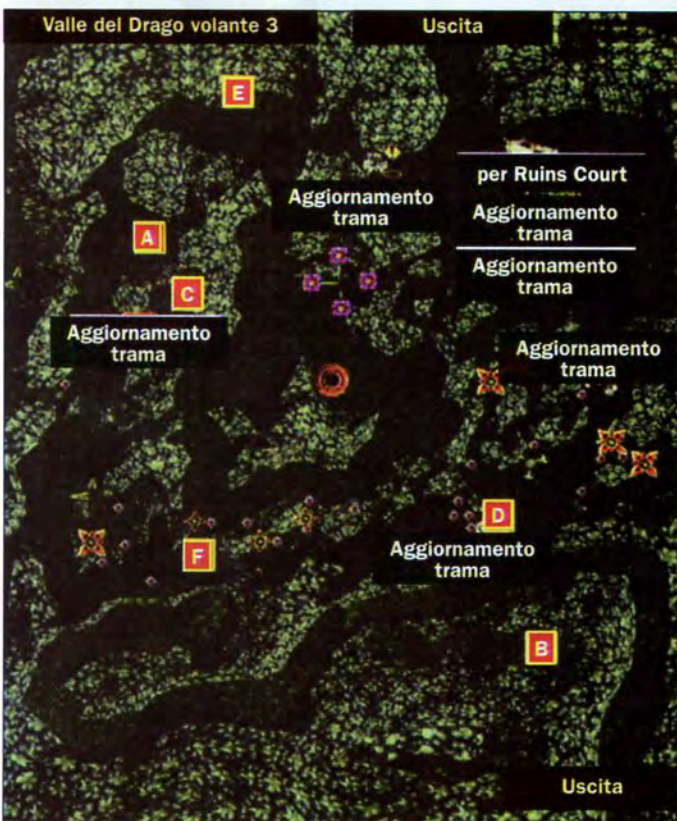 Valle del Drago volante 3
Uscita
E
per Ruins Court
Aggiornamento
trama
Aggiornamento
trama
A
Aggiornamento
trama
C
Aggiornamento
trama
Aggiornamento
trama
D
F
Aggiornamento
trama
B
Uscita